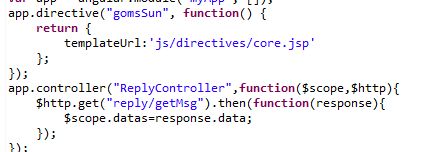 var app = angular.module("myApp", []);
app.directive("gomsSun", function() {
    return {
        templateUrl:'js/directives/core.jsp'
    };
});
app.controller("ReplyController",function($scope,$http){
    $http.get("reply/getMsg").then(function(response){
        $scope.datas=response.data;
    });
});